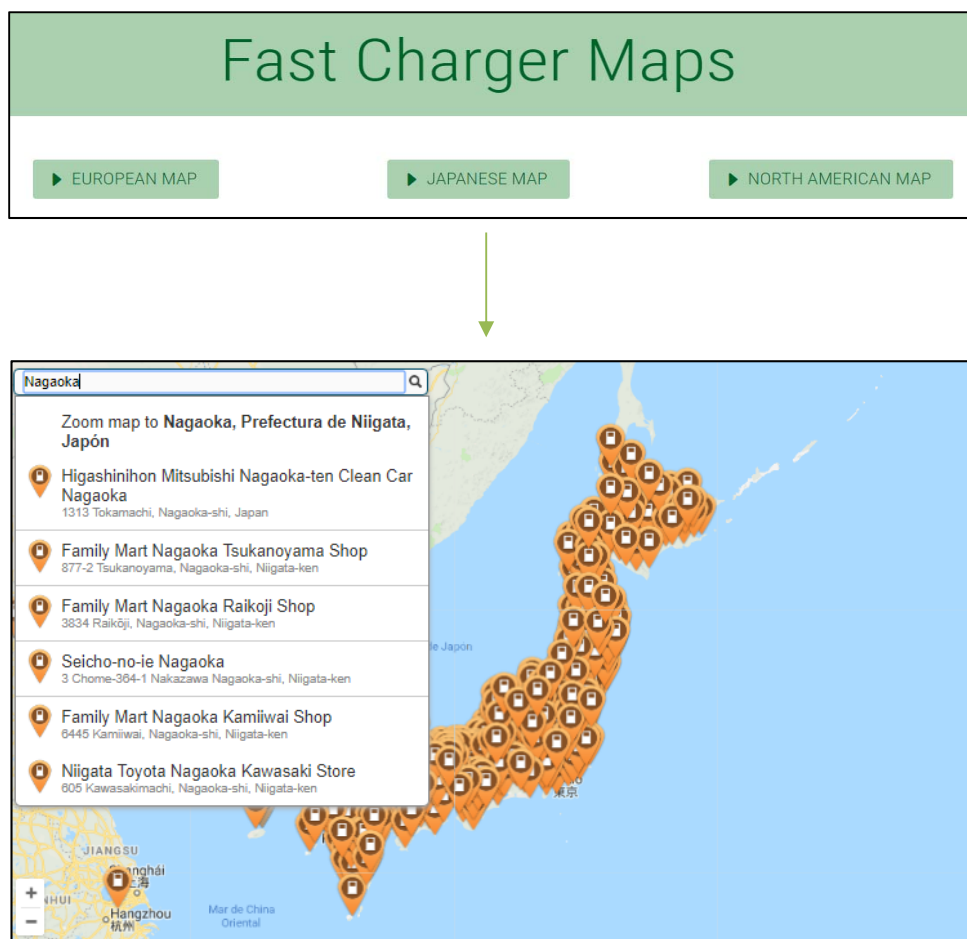 Fast Charger Maps
EUROPEAN MAP
JAPANESE MAP
NORTH AMERICAN MAP
Nagaoka
Zoom map to Nagaoka, Prefectura de Niigata,
Japón
Higashinihon Mitsubishi Nagaoka-ten Clean Car
Nagaoka
1313 Tokamachi, Nagaoka-shi, Japan
Family Mart Nagaoka Tsukanoyama Shop
877-2 Tsukanoyama, Nagaoka-shi, Niigata-ken
Family Mart Nagaoka Raikoji Shop
3834 Raikōji, Nagaoka-shi, Niigata-ken
Seicho-no-ie Nagaoka
3 Chome-364-1 Nakazawa Nagaoka-shi, Niigata-ken
Family Mart Nagaoka Kamiiwai Shop
6445 Kamiiwai, Nagaoka-shi, Niigata-ken
Niigata Toyota Nagaoka Kawasaki Store
605 Kawasakimachi, Nagaoka-shi, Niigata-ken
Japón
東京
JIANGSU
Hangzhou
杭州
Mar de China
Oriental
+
−